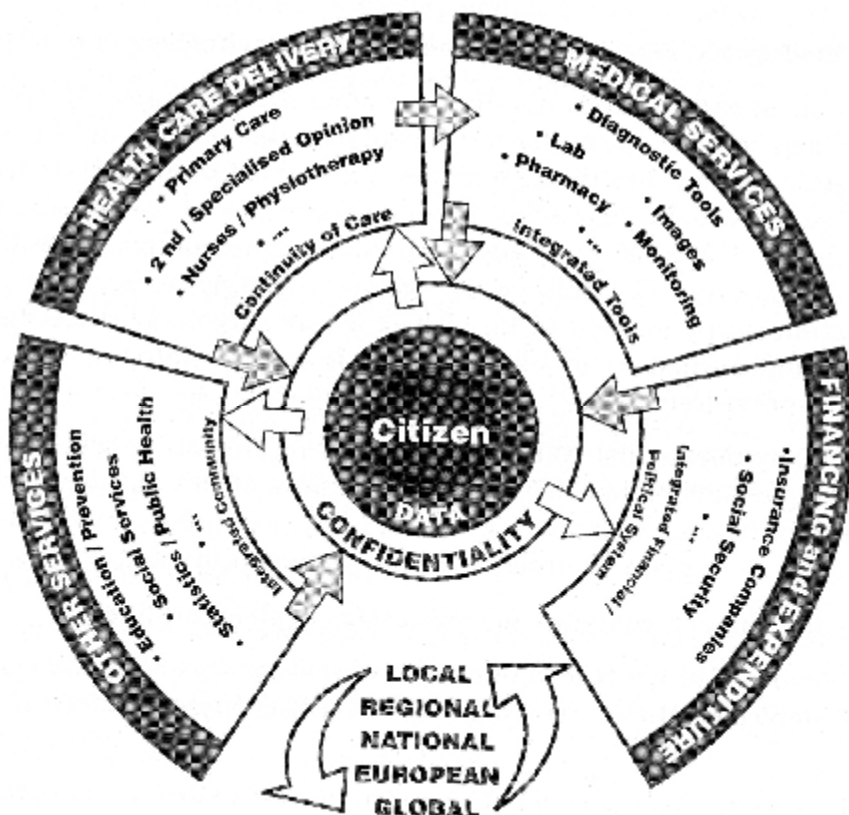 HEALTH CARE DELIVERY
• Primary Care
• 2 nd / Specialised Opinion
• Nurses / Physiotherapy
• ...
Continuity of Care
MEDICAL SERVICES
• Diagnostic Tools
• Lab
• Images
• Pharmacy
• Monitoring
• ...
Integrated Tools
OTHER SERVICES
• Education / Prevention
• Social Services
• Statistics / Public Health
• ...
Integrated Community
Citizen
DATA
CONFIDENTIALITY
FINANCING and EXPENDITURE
• Insurance Companies
• Social Security
• ...
Integrated Financial /
Political System
LOCAL
REGIONAL
NATIONAL
EUROPEAN
GLOBAL